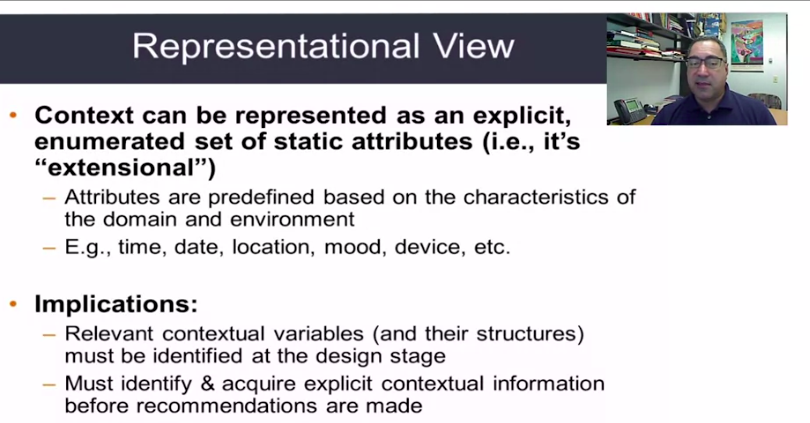 Representational View
• Context can be represented as an explicit,
enumerated set of static attributes (i.e., it's
“extensional”)
– Attributes are predefined based on the characteristics of
the domain and environment
– E.g., time, date, location, mood, device, etc.
• Implications:
– Relevant contextual variables (and their structures)
must be identified at the design stage
– Must identify & acquire explicit contextual information
before recommendations are made